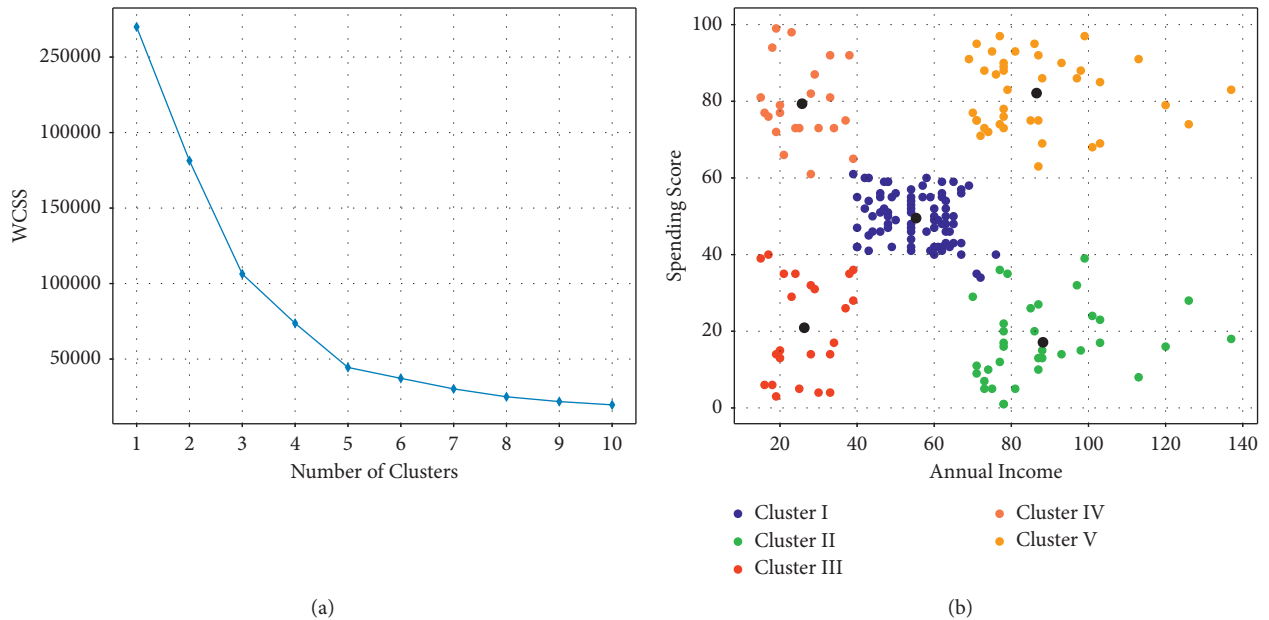 WCSS
250000
100000
150000
100000
50000
1 2 3 4 5 6 7 8 9 10
Number of Clusters
(a)
Spending Score
100
80
60
40
20
0
20 40 60 80 100 120 140
Annual Income
Cluster I
Cluster II
Cluster III
Cluster IV
Cluster V
(b)